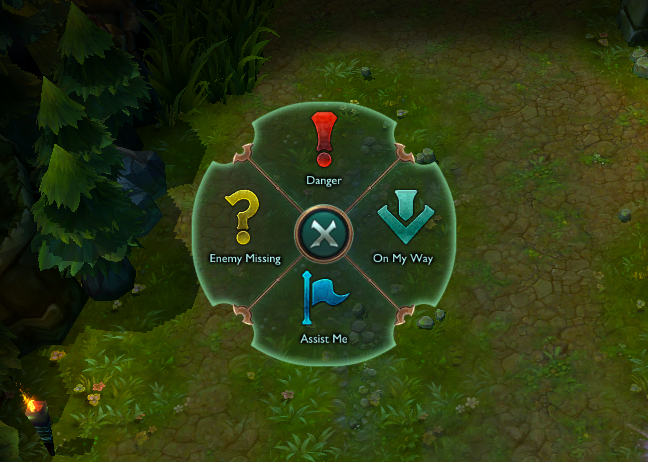 Danger
Enemy Missing
On My Way
Assist Me